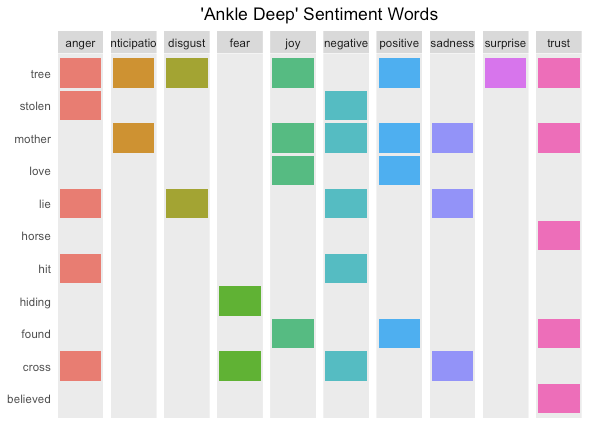 'Ankle Deep' Sentiment Words
anger nticipatio disgust fear joy negative positive sadness surprise trust
tree
stolen
mother
love
lie
horse
hit
hiding
found
cross
believed